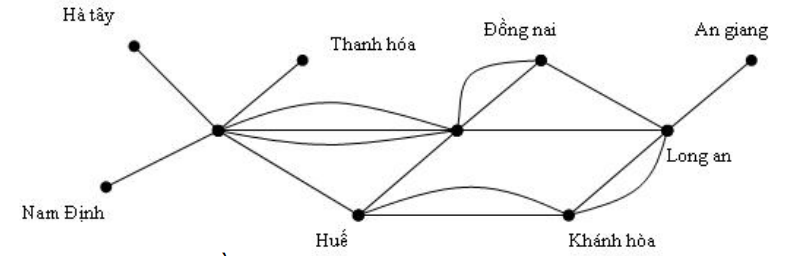 Hà tây
Thanh hóa
Đồng nai
An giang
Long an
Nam Định
Huế
Khánh hòa